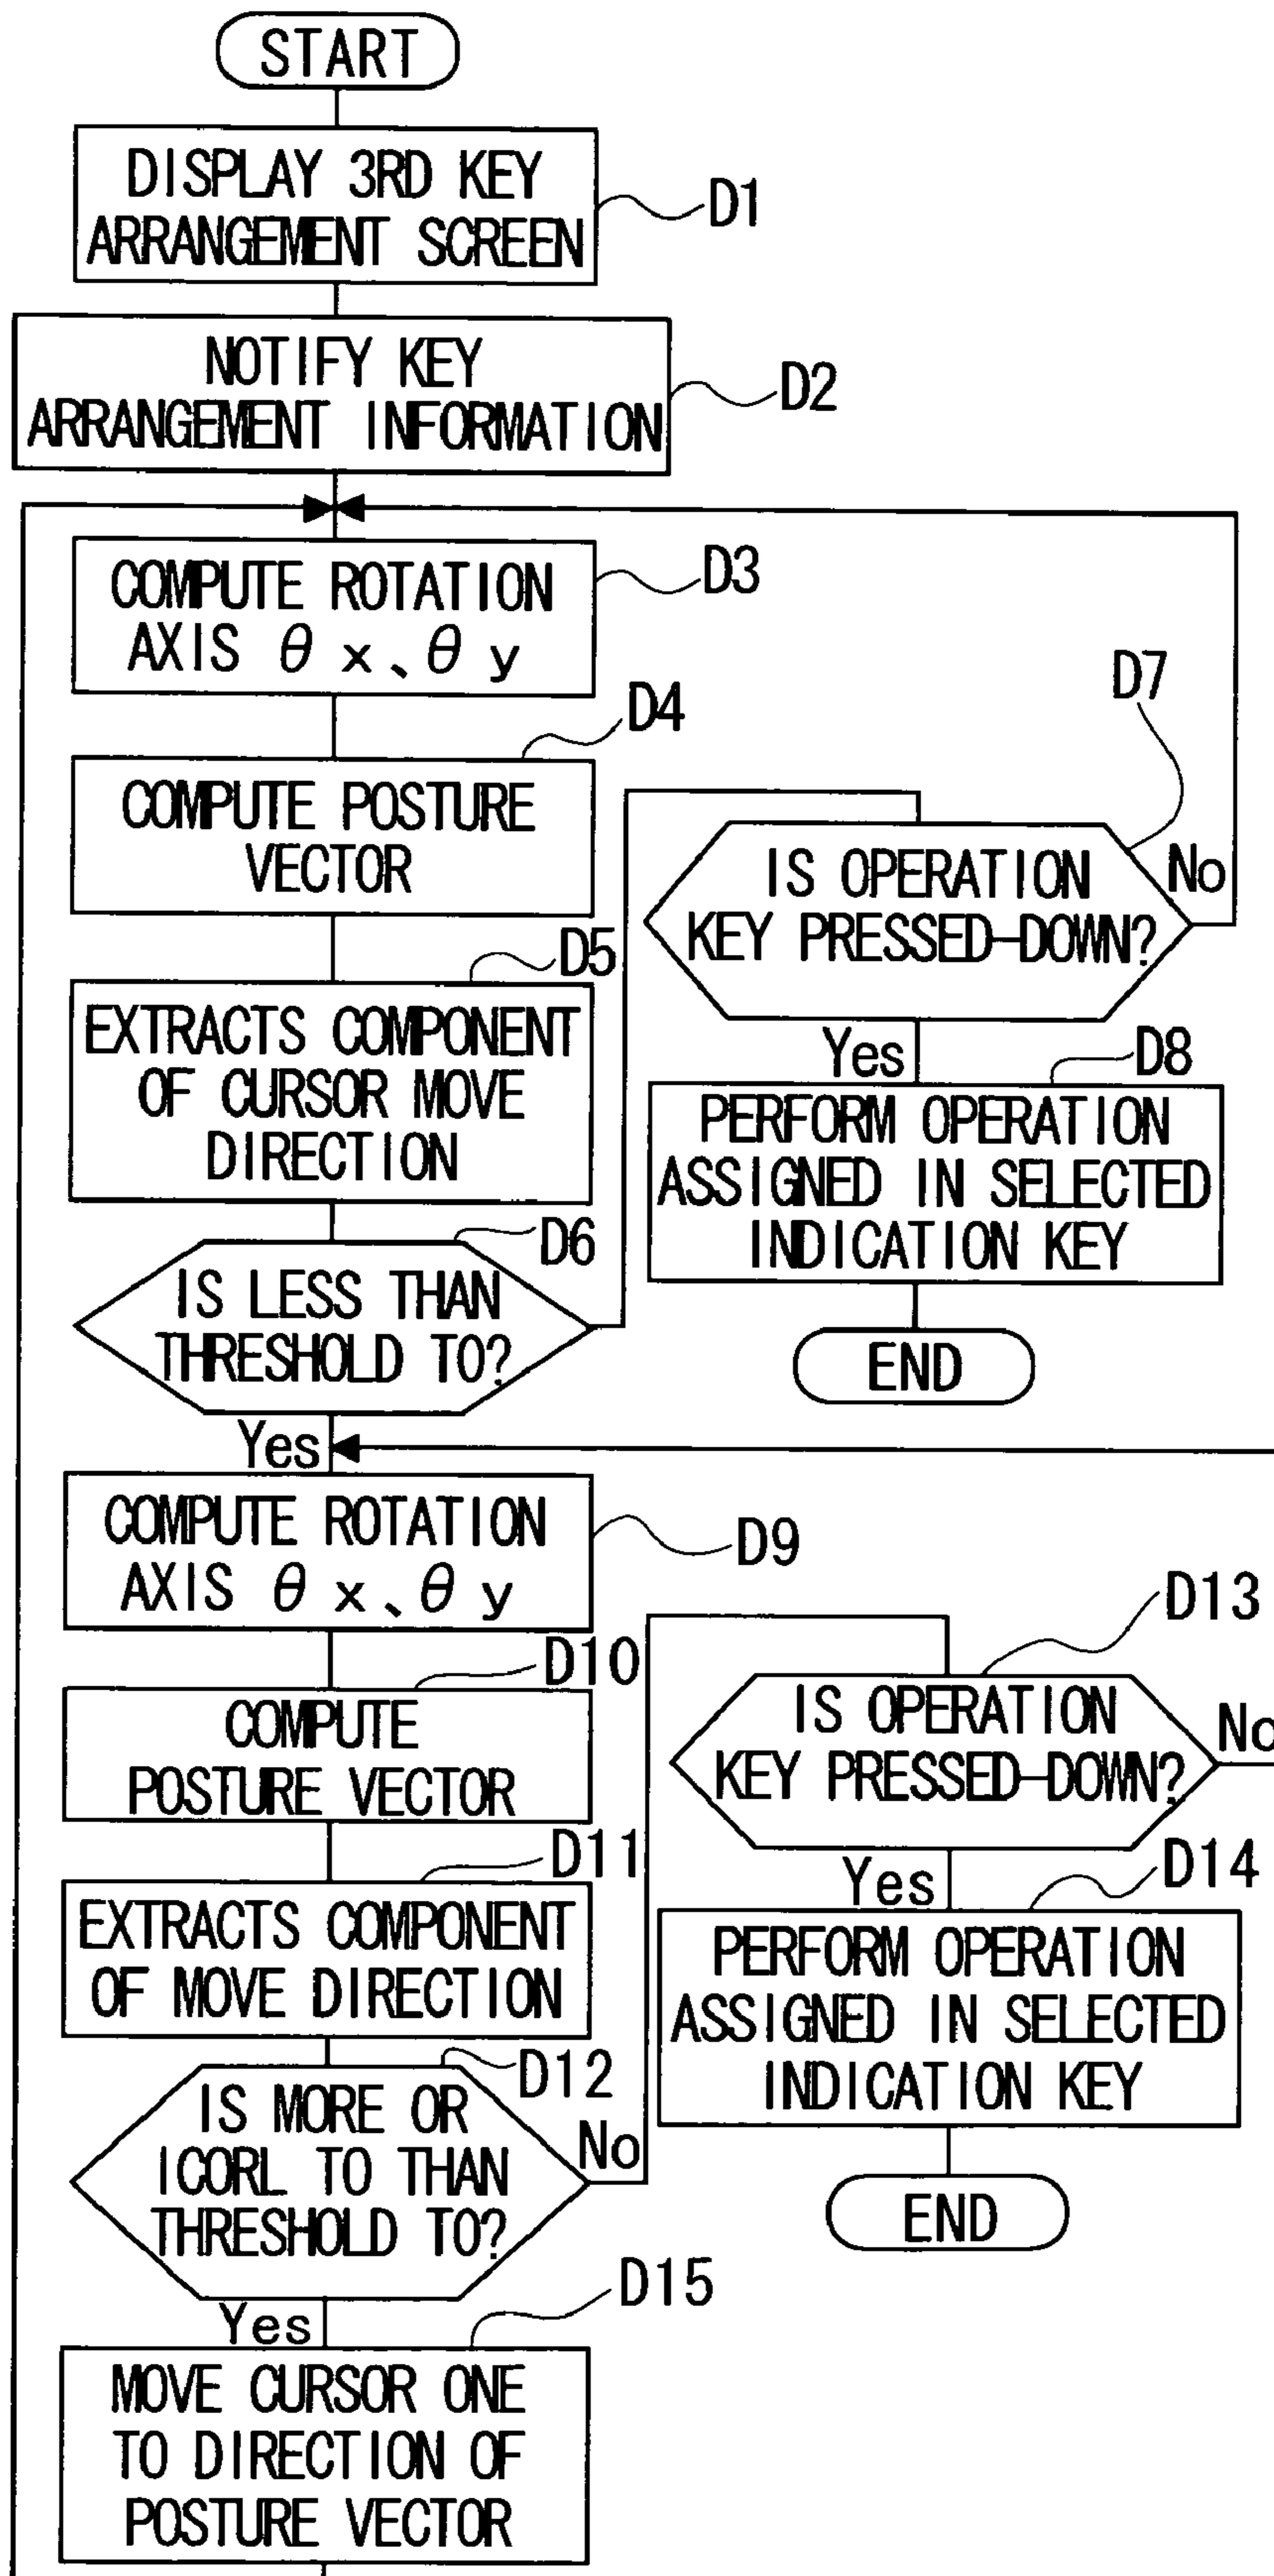 START
DISPLAY 3RD KEY
ARRANGEMENT SCREEN
D1
NOTIFY KEY
ARRANGEMENT INFORMATION
D2
COMPUTE ROTATION
AXIS θ x、θ y
D3
COMPUTE POSTURE
VECTOR
D4
EXTRACTS COMPONENT
OF CURSOR MOVE
DIRECTION
D5
IS LESS THAN
THRESHOLD TO?
D6
Yes
IS OPERATION
KEY PRESSED-DOWN?
D7
No
Yes
PERFORM OPERATION
ASSIGNED IN SELECTED
INDICATION KEY
D8
END
COMPUTE ROTATION
AXIS θ x、θ y
D9
COMPUTE
POSTURE VECTOR
D10
EXTRACTS COMPONENT
OF MOVE DIRECTION
D11
IS MORE OR
ICORL TO THAN
THRESHOLD TO?
D12
No
Yes
IS OPERATION
KEY PRESSED-DOWN?
D13
No
Yes
PERFORM OPERATION
ASSIGNED IN SELECTED
INDICATION KEY
D14
END
MOVE CURSOR ONE
TO DIRECTION OF
POSTURE VECTOR
D15